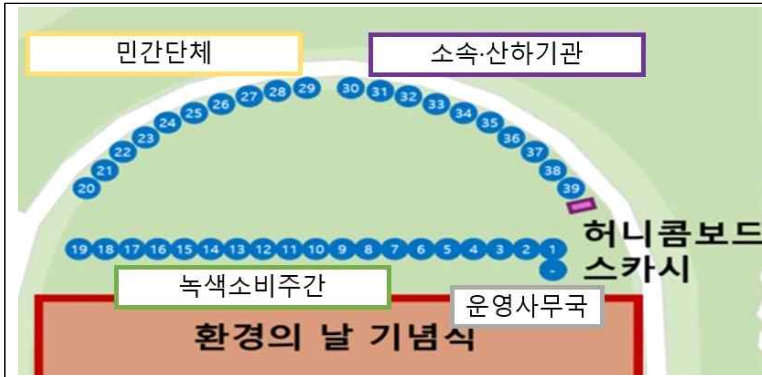 민간단체
소속·산하기관
29 30
28 31
27 32
26 33
25 34
24 35
23 36
22 37
21 38
20 39
허니콤보드
19 18 17 16 15 14 13 12 11 10 9 8 7 6 5 4 3 2 1
스카시
-
녹색소비주간
운영사무국
환경의 날 기념식